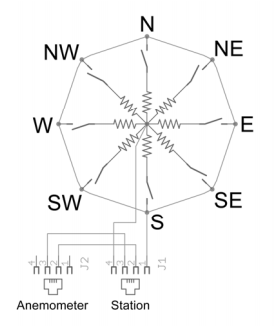 N
NW NE
W E
SW SE
S
4 3 2 1 J2 4 3 2 1 J1
Anemometer Station